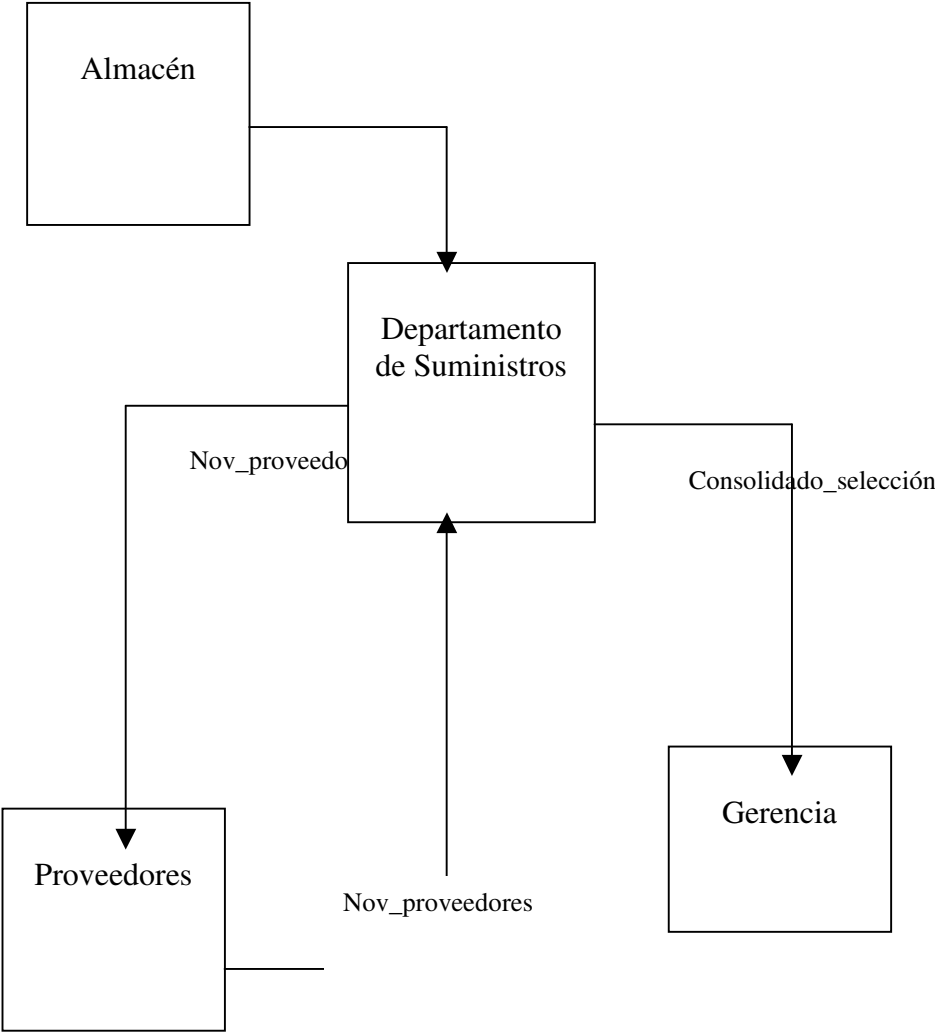 Almacén
Departamento
de Suministros
Nov_proveedo
Consolidado_selección
Gerencia
Proveedores
Nov_proveedores